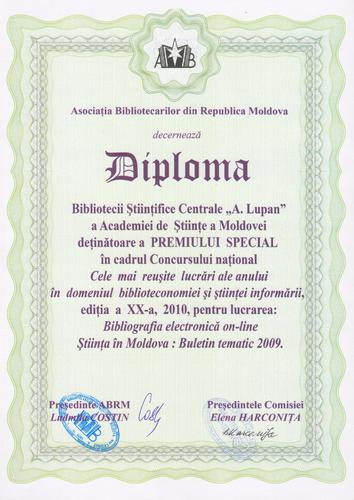 A B
Asociația Bibliotecarilor din Republica Moldova
decernează
Diploma
Bibliotecii Științifice Centrale „A. Lupan”
a Academiei de Științe a Moldovei
deținătoare a PREMIULUI SPECIAL
în cadrul Concursului național
Cele mai reușite lucrări ale anului
în domeniul biblioteconomiei și științei informării,
ediția a XX-a, 2010, pentru lucrarea:
Bibliografia electronică on-line
Știința în Moldova : Buletin tematic 2009.
Președinte ABRM
Ludmila COSTIN
Președintele Comisiei
Elena HARCONIȚA